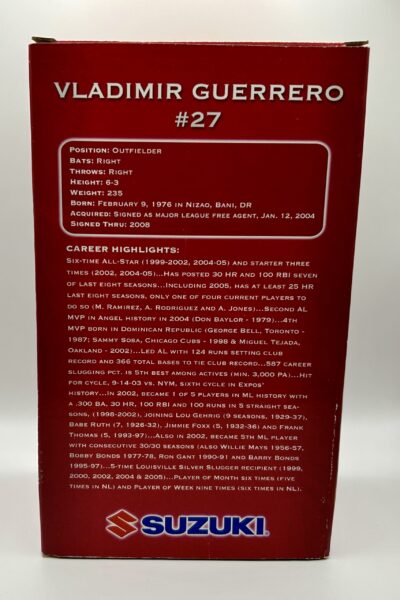 VLADIMIR GUERRERO
#27
POSITION: OUTFIELDER
BATS: RIGHT
THROWS: RIGHT
HEIGHT: 6-3
WEIGHT: 235
BORN: FEBRUARY 9, 1976 IN NIZAO, BANI, DR
ACQUIRED: SIGNED AS MAJOR LEAGUE FREE AGENT, JAN. 12, 2004
SIGNED THRU: 2008
CAREER HIGHLIGHTS:
SIX-TIME ALL-STAR (1999-2002, 2004-05) AND STARTER THREE
TIMES (2002, 2004-05)...HAS POSTED 30 HR AND 100 RBI SEVEN
OF LAST EIGHT SEASONS...INCLUDING 2005, HAS AT LEAST 25 HR
LAST EIGHT SEASONS, ONLY ONE OF FOUR CURRENT PLAYERS TO
DO SO (M. RAMIREZ, A. RODRIGUEZ AND A. JONES)...SECOND AL
MVP IN ANGEL HISTORY IN 2004 (DON BAYLOR - 1979)...4TH
MVP BORN IN DOMINICAN REPUBLIC (GEORGE BELL, TORONTO -
1987; SAMMY SOSA, CHICAGO CUBS - 1998 & MIGUEL TEJADA,
OAKLAND - 2002)...LED AL WITH 124 RUNS SETTING CLUB
RECORD AND 366 TOTAL BASES TO TIE CLUB RECORD...587 CAREER
SLUGGING PCT. IS 5TH BEST AMONG ACTIVES (MIN. 3,000 PA)...HIT
FOR CYCLE, 9-14-03 VS. NYM, SIXTH CYCLE IN EXPOS'
HISTORY...IN 2002, BECAME 1 OF 5 PLAYERS IN ML HISTORY WITH
A .300 BA, 30 HR, 100 RBI AND 100 RUNS IN 5 STRAIGHT SEA-
SONS, (1998-2002), JOINING LOU GEHRIG (9 SEASONS, 1929-37),
BABE RUTH (7, 1926-32), JIMMIE FOXX (5, 1932-36) AND FRANK
THOMAS (5, 1993-97)...ALSO IN 2002, BECAME 5TH ML PLAYER
WITH CONSECUTIVE 30/30 SEASONS (ALSO WILLIE MAYS 1956-57,
BOBBY BONDS 1977-78, RON GANT 1990-91 AND BARRY BONDS
1995-97)...5-TIME LOUISVILLE SILVER SLUGGER RECIPIENT (1999,
2000, 2002, 2004 & 2005)...PLAYER OF MONTH SIX TIMES (FIVE
TIMES IN NL) AND PLAYER OF WEEK NINE TIMES (SIX TIMES IN NL).
SUZUKI